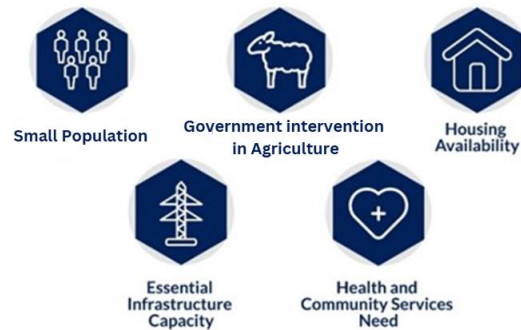 Small Population
Government intervention
in Agriculture
Housing
Availability
Essential
Infrastructure
Capacity
Health and
Community Services
Need